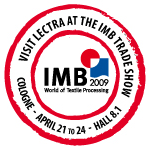 VISIT LECTRA AT THE IMB TRADE SHOW
IMB 2009
World of Textile Processing
COLOGNE - APRIL 21 TO 24 - HALL 8.1